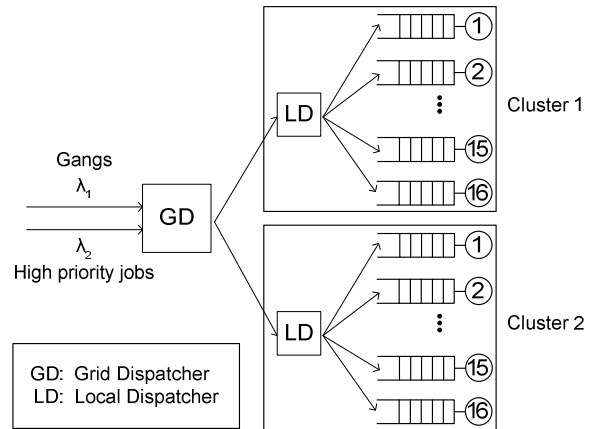 Gangs
λ1
GD
λ2
High priority jobs
LD
1
2
15
16
Cluster 1
LD
1
2
15
16
Cluster 2
GD: Grid Dispatcher
LD: Local Dispatcher